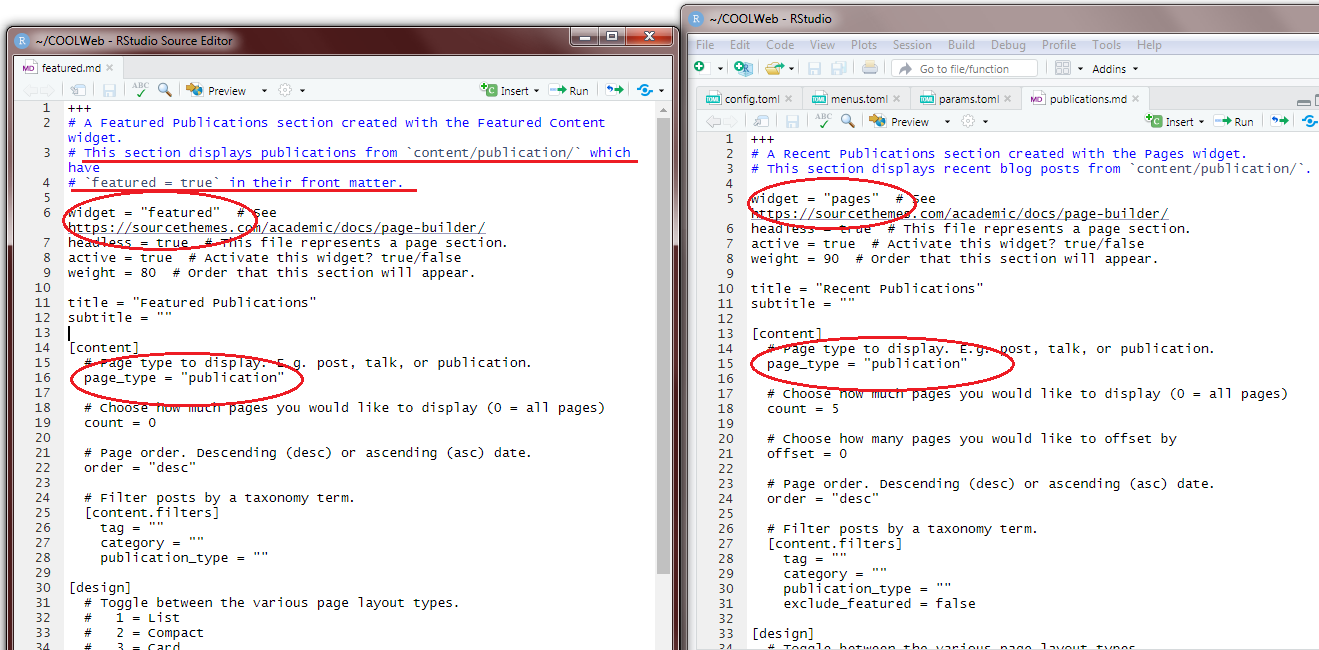 ~/COOLWeb - RStudio Source Editor
featured.md
ABC Preview Insert Run
1 +++
2 # A Featured Publications section created with the Featured Content
widget.
3 # This section displays publications from `content/publication/` which
have
4 # `featured = true` in their front matter.
5
6 widget = "featured"  # See
https://sourcethemes.com/academic/docs/page-builder/
7 headless = true  # This file represents a page section.
8 active = true  # Activate this widget? true/false
9 weight = 80  # Order that this section will appear.
10
11 title = "Featured Publications"
12 subtitle = ""
13
14 [content]
15   # Page type to display. E.g. post, talk, or publication.
16   page_type = "publication"
17
18   # Choose how much pages you would like to display (0 = all pages)
19   count = 0
20
21   # Page order. Descending (desc) or ascending (asc) date.
22   order = "desc"
23
24   # Filter posts by a taxonomy term.
25   [content.filters]
26     tag = ""
27     category = ""
28     publication_type = ""
29
30 [design]
31   # Toggle between the various page layout types.
32   #   1 = List
33   #   2 = Compact
34   #   3 = Card
~/COOLWeb - RStudio
File Edit Code View Plots Session Build Debug Profile Tools Help
Go to file/function Addins
config.toml menus.toml params.toml publications.md
ABC Preview Insert Run
1 +++
2 # A Recent Publications section created with the Pages widget.
3 # This section displays recent blog posts from `content/publication/`.
4
5 widget = "pages"  # See
https://sourcethemes.com/academic/docs/page-builder/
6 headless = true  # This file represents a page section.
7 active = true  # Activate this widget? true/false
8 weight = 90  # Order that this section will appear.
9
10 title = "Recent Publications"
11 subtitle = ""
12
13 [content]
14   # Page type to display. E.g. post, talk, or publication.
15   page_type = "publication"
16
17   # Choose how much pages you would like to display (0 = all pages)
18   count = 5
19
20   # Choose how many pages you would like to offset by
21   offset = 0
22
23   # Page order. Descending (desc) or ascending (asc) date.
24   order = "desc"
25
26   # Filter posts by a taxonomy term.
27   [content.filters]
28     tag = ""
29     category = ""
30     publication_type = ""
31     exclude_featured = false
32
33 [design]
34   # Toggle between the various page layout types.